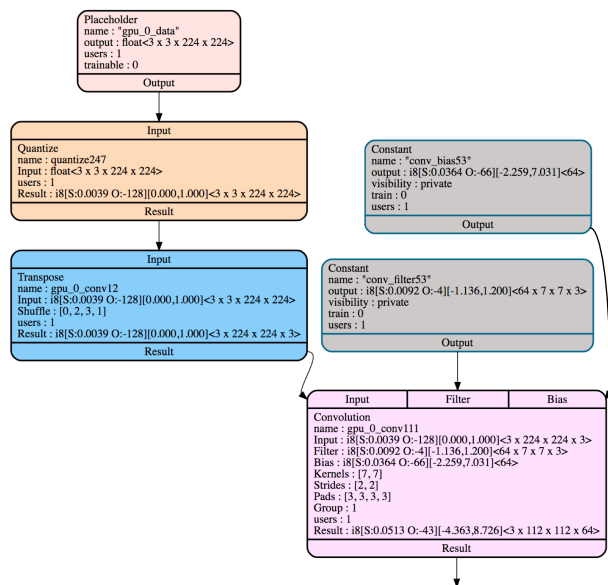 Placeholder
name : "gpu_0_data"
output : float<3 x 3 x 224 x 224>
users : 1
trainable : 0
Output
Input
Quantize
name : quantize247
Input : float<3 x 3 x 224 x 224>
users : 1
Result : i8[S:0.0039 O:-128][0.000,1.000]<3 x 3 x 224 x 224>
Result
Constant
name : "conv_bias53"
output : i8[S:0.0364 O:-66][-2.259,7.031]<64>
visibility : private
train : 0
users : 1
Output
Input
Transpose
name : gpu_0_conv12
Input : i8[S:0.0039 O:-128][0.000,1.000]<3 x 3 x 224 x 224>
Shuffle : [0, 2, 3, 1]
users : 1
Result : i8[S:0.0039 O:-128][0.000,1.000]<3 x 224 x 224 x 3>
Result
Constant
name : "conv_filter53"
output : i8[S:0.0092 O:-4][-1.136,1.200]<64 x 7 x 7 x 3>
visibility : private
train : 0
users : 1
Output
Input Filter Bias
Convolution
name : gpu_0_conv111
Input : i8[S:0.0039 O:-128][0.000,1.000]<3 x 224 x 224 x 3>
Filter : i8[S:0.0092 O:-4][-1.136,1.200]<64 x 7 x 7 x 3>
Bias : i8[S:0.0364 O:-66][-2.259,7.031]<64>
Kernels : [7, 7]
Strides : [2, 2]
Pads : [3, 3, 3, 3]
Group : 1
users : 1
Result : i8[S:0.0513 O:-43][-4.363,8.726]<3 x 112 x 112 x 64>
Result